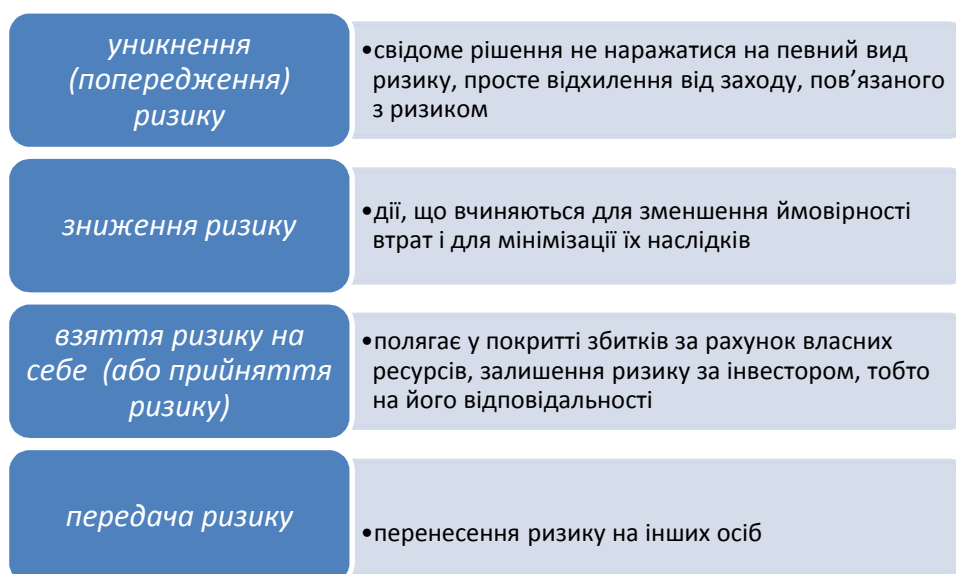 уникнення
(попередження)
ризику
•свідоме рішення не наражатися на певний вид
ризику, просте відхилення від заходу, пов’язаного
з ризиком
зниження ризику
•дії, що вчиняються для зменшення ймовірності
втрат і для мінімізації їх наслідків
взяття ризику на
себе (або прийняття
ризику)
•полягає у покритті збитків за рахунок власних
ресурсів, залишення ризику за інвестором, тобто
на його відповідальності
передача ризику
•перенесення ризику на інших осіб